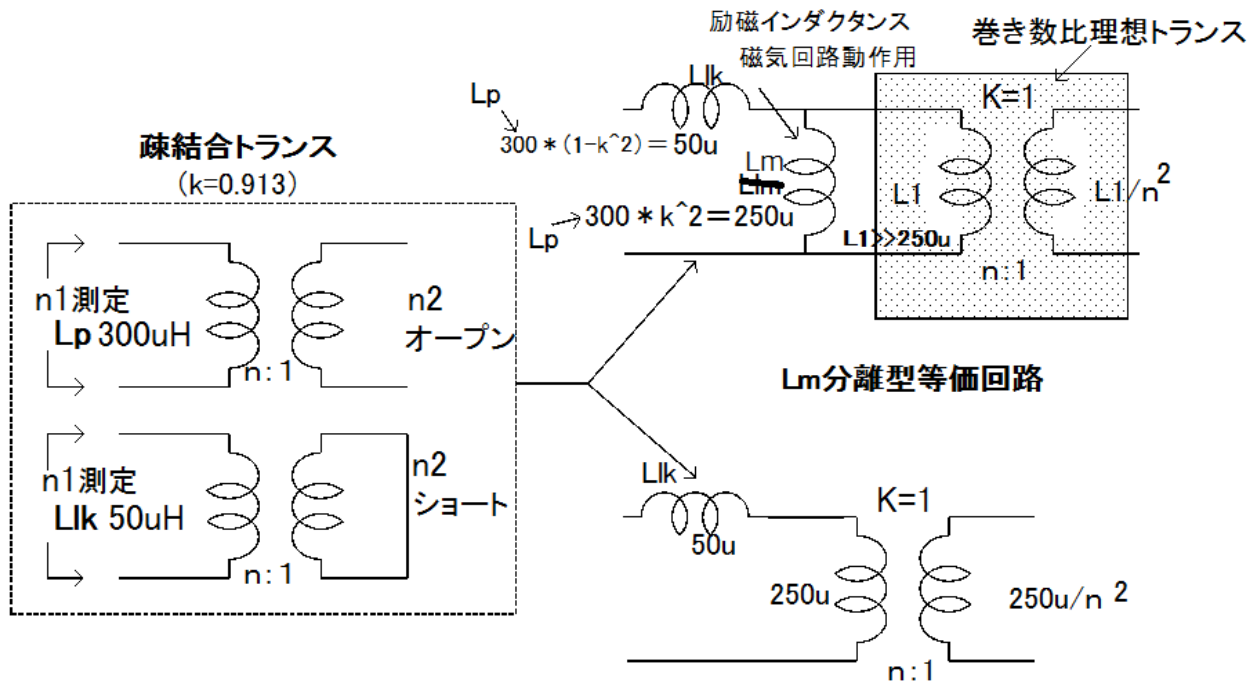 疎結合トランス
(k=0.913)
n1測定
Lp 300uH
n:1
n2
オープン
n1測定
Llk 50uH
n:1
n2
ショート
励磁インダクタンス
磁気回路動作用
巻き数比理想トランス
Llk
Lp
300*(1-k^2)=50u
Lm
Llm
Lp
300*k^2=250u
K=1
L1
L1/n²
L1>>250u
n:1
Lm分離型等価回路
Llk
50u
K=1
250u
250u/n²
n:1